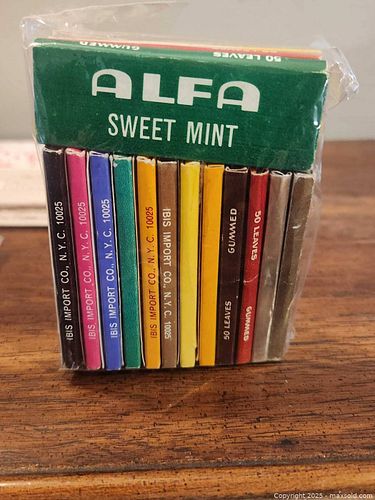 GUMMED
50 LEAVES
ALFA
SWEET MINT
IBIS IMPORT CO., N.Y.C. 10025
IBIS IMPORT CO., N.Y.C. 10025
IBIS IMPORT CO., N.Y.C. 10025
IBIS IMPORT CO., N.Y.C. 10025
IBIS IMPORT CO., N.Y.C. 10025
50 LEAVES GUMMED
50 LEAVES GUMMED
Copyright 2025 - maxsold.com